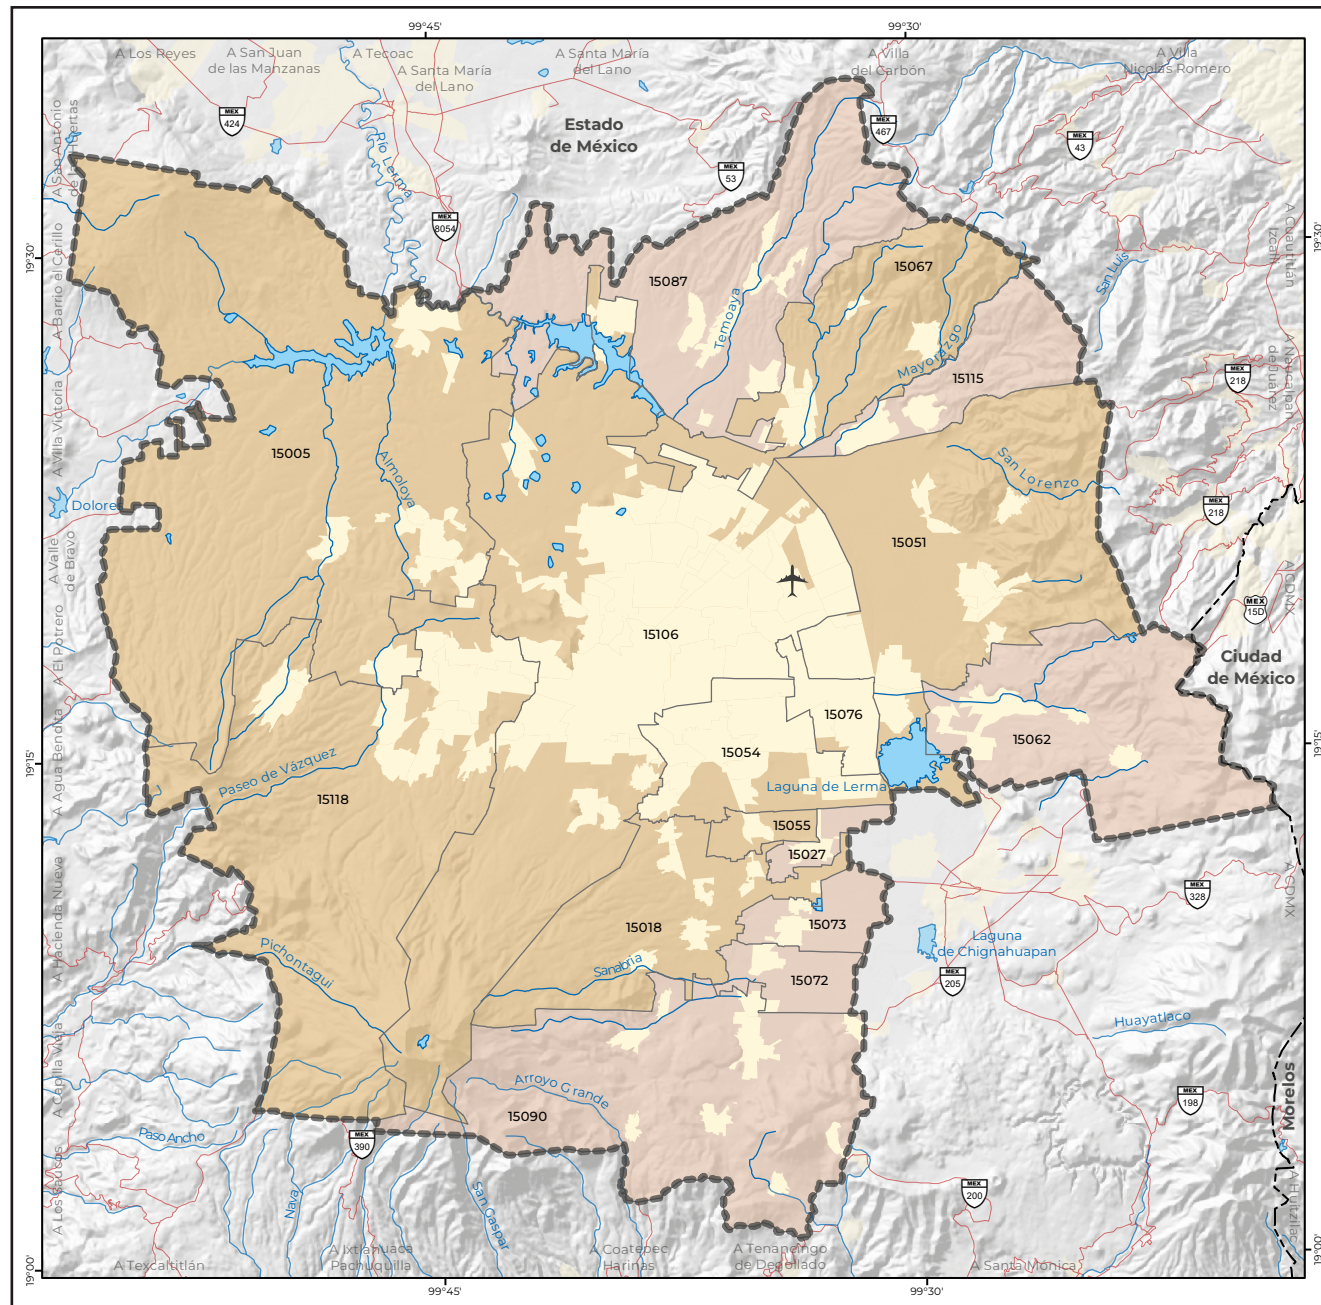 99°45'
99°30'
A Los Reyes
A San Juan
de las Manzanas
A Tecoac
A Santa María
del Lano
A Santa María
del Lano
A Villa
del Carbón
A Villa
Nicolás Romero
MEX
424
Estado
de México
MEX
467
MEX
43
MEX
53
Río Lerma
MEX
8054
A San Antonio
de las Huertas
A Cuautitlán
Izcalli
19°30'
19°30'
A Barrio el Cerillo
15087
15067
San Luis
Temoaya
Mayorazgo
15115
A Naucalpan
de Juárez
MEX
218
A Villa Victoria
15005
Almoloya
San Lorenzo
Dolores
MEX
218
A Valle
de Bravo
15051
A CDMX
MEX
15D
15106
A El Potrero
Ciudad
de México
15076
15062
15054
19°15'
19°15'
A Agua Bendita
Paseo de Vázquez
Laguna de Lerma
15118
15055
15027
A Hacienda Nueva
MEX
328
A CDMX
15018
15073
Laguna
de Chignahuapan
Pichontagui
Sanabria
15072
MEX
205
A Capilla Vieja
Huayatlaco
Arroyo Grande
15090
MEX
198
Morelos
Paso Ancho
MEX
390
A Los Saucos
Nava
San Gaspar
MEX
200
A Huitzilac
A Texcaltitlán
A Ixtlahuaca
Pachuquilla
A Coatepec
Harinas
A Tenancingo
de Degollado
A Santa Mónica
19°00'
19°00'
99°45'
99°30'